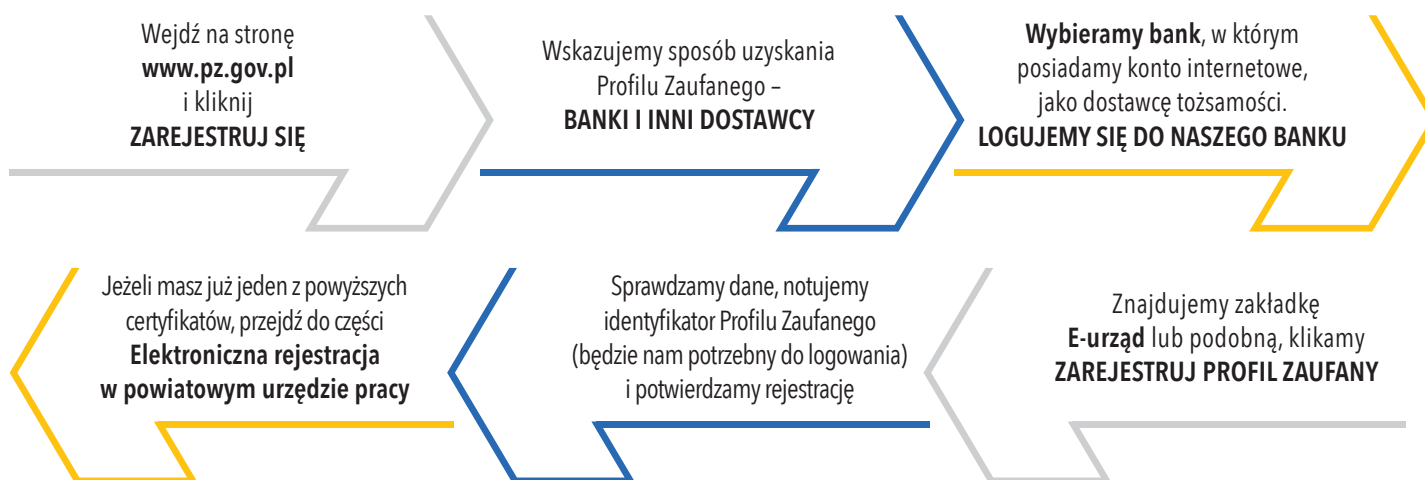 Wejdź na stronę
www.pz.gov.pl
i kliknij
ZAREJESTRUJ SIĘ
Wskazujemy sposób uzyskania
Profilu Zaufanego –
BANKI I INNI DOSTAWCY
Wybieramy bank, w którym
posiadamy konto internetowe,
jako dostawcę tożsamości.
LOGUJEMY SIĘ DO NASZEGO BANKU
Znajdujemy zakładkę
E-urząd lub podobną, klikamy
ZAREJESTRUJ PROFIL ZAUFANY
Sprawdzamy dane, notujemy
identyfikator Profilu Zaufanego
(będzie nam potrzebny do logowania)
i potwierdzamy rejestrację
Jeżeli masz już jeden z powyższych
certyfikatów, przejdź do części
Elektroniczna rejestracja
w powiatowym urzędzie pracy